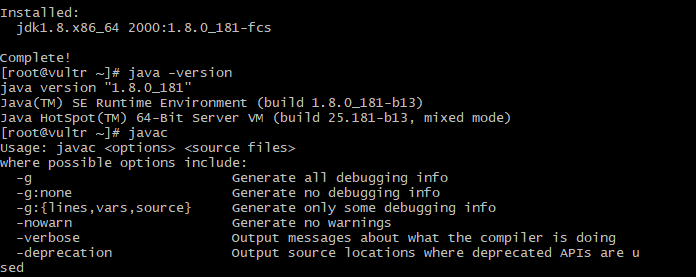 Installed:
  jdk1.8.x86_64 2000:1.8.0_181-fcs

Complete!
[root@vultr ~]# java -version
java version "1.8.0_181"
Java(TM) SE Runtime Environment (build 1.8.0_181-b13)
Java HotSpot(TM) 64-Bit Server VM (build 25.181-b13, mixed mode)
[root@vultr ~]# javac
Usage: javac <options> <source files>
where possible options include:
  -g                         Generate all debugging info
  -g:none                    Generate no debugging info
  -g:{lines,vars,source}     Generate only some debugging info
  -nowarn                    Generate no warnings
  -verbose                   Output messages about what the compiler is doing
  -deprecation               Output source locations where deprecated APIs are u
sed